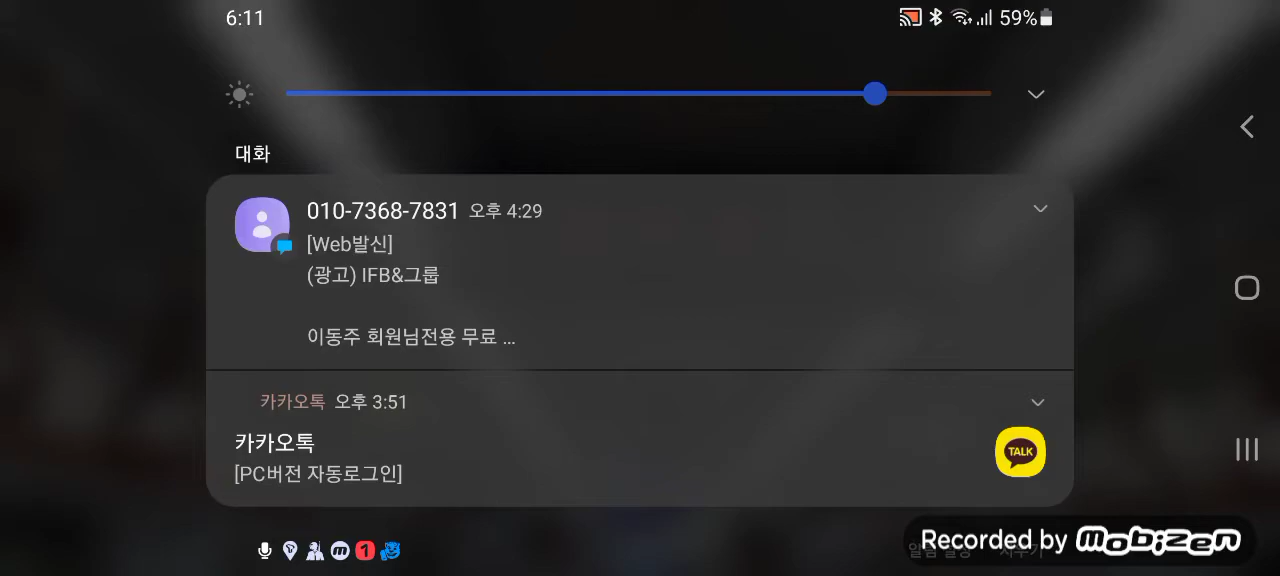 6:11
59%
대화
010-7368-7831 오후 4:29
[Web발신]
(광고) IFB&그룹
이동주 회원님전용 무료 ...
카카오톡 오후 3:51
카카오톡
[PC버전 자동로그인]
TALK
m 1
Recorded by mobizen